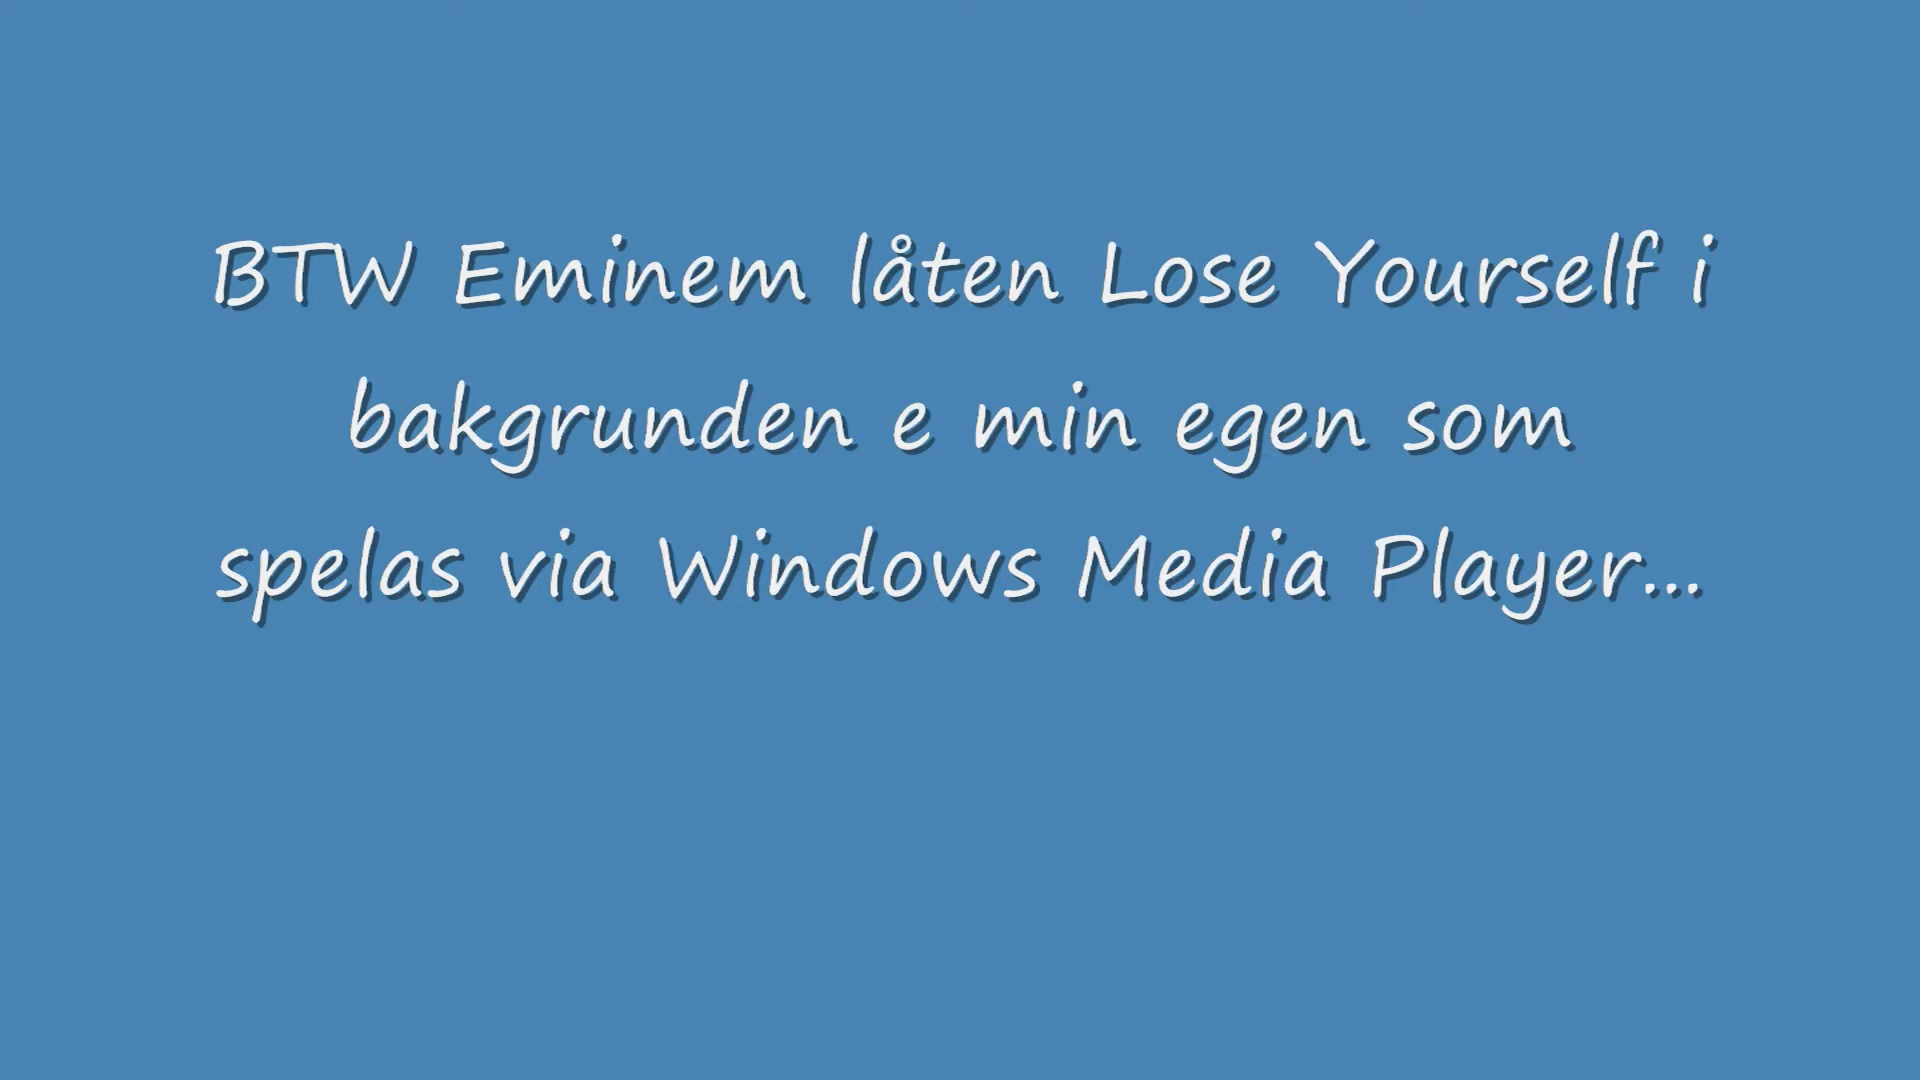 BTW Eminem låten Lose Yourself i
bakgrunden e min egen som
spelas via Windows Media Player...